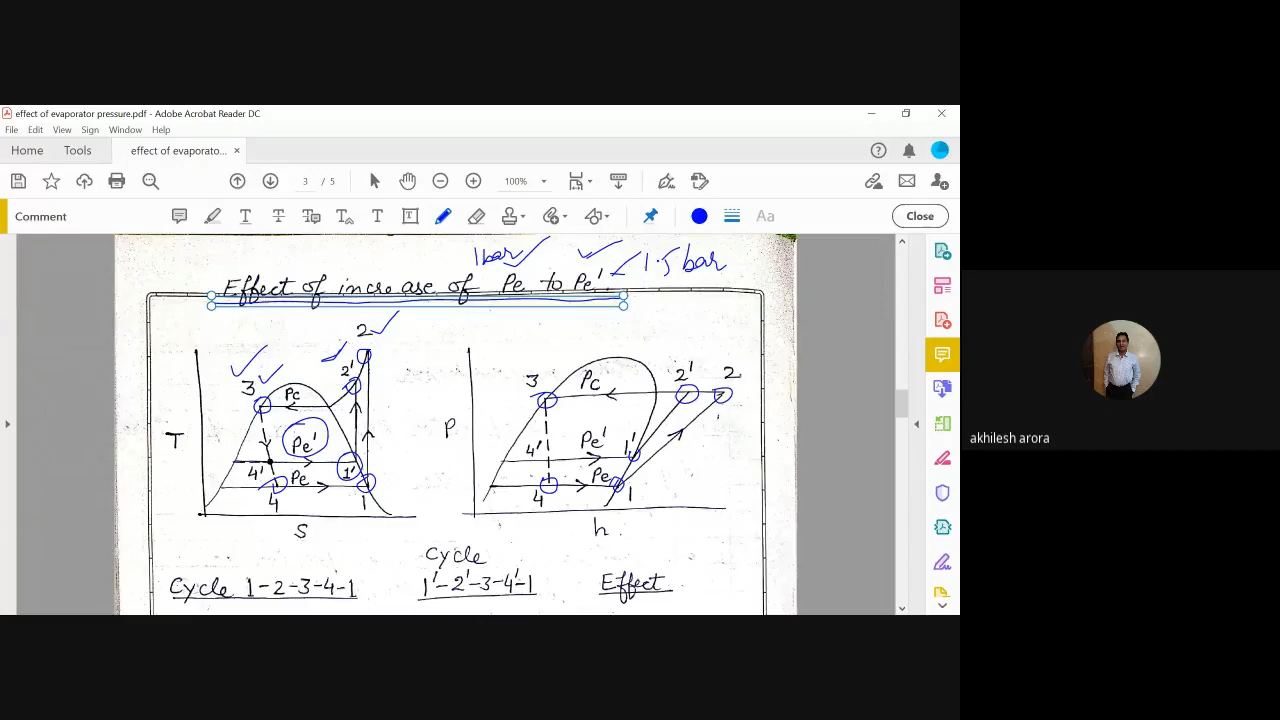 effect of evaporator pressure.pdf - Adobe Acrobat Reader DC
File Edit View Sign Window Help
Home Tools effect of evaporato... ×
3 / 5 100%
Comment Aa Close
1bar 1.5 bar
Effect of increase of Pe to Pe'
2
2'
3 Pc
T Pe'
4' 1'
Pe
4 1
S
3 Pc 2' 2
P
4' Pe' 1'
Pe
4 1
h
Cycle 1-2-3-4-1
Cycle
1'-2'-3-4'-1
Effect
akhilesh arora